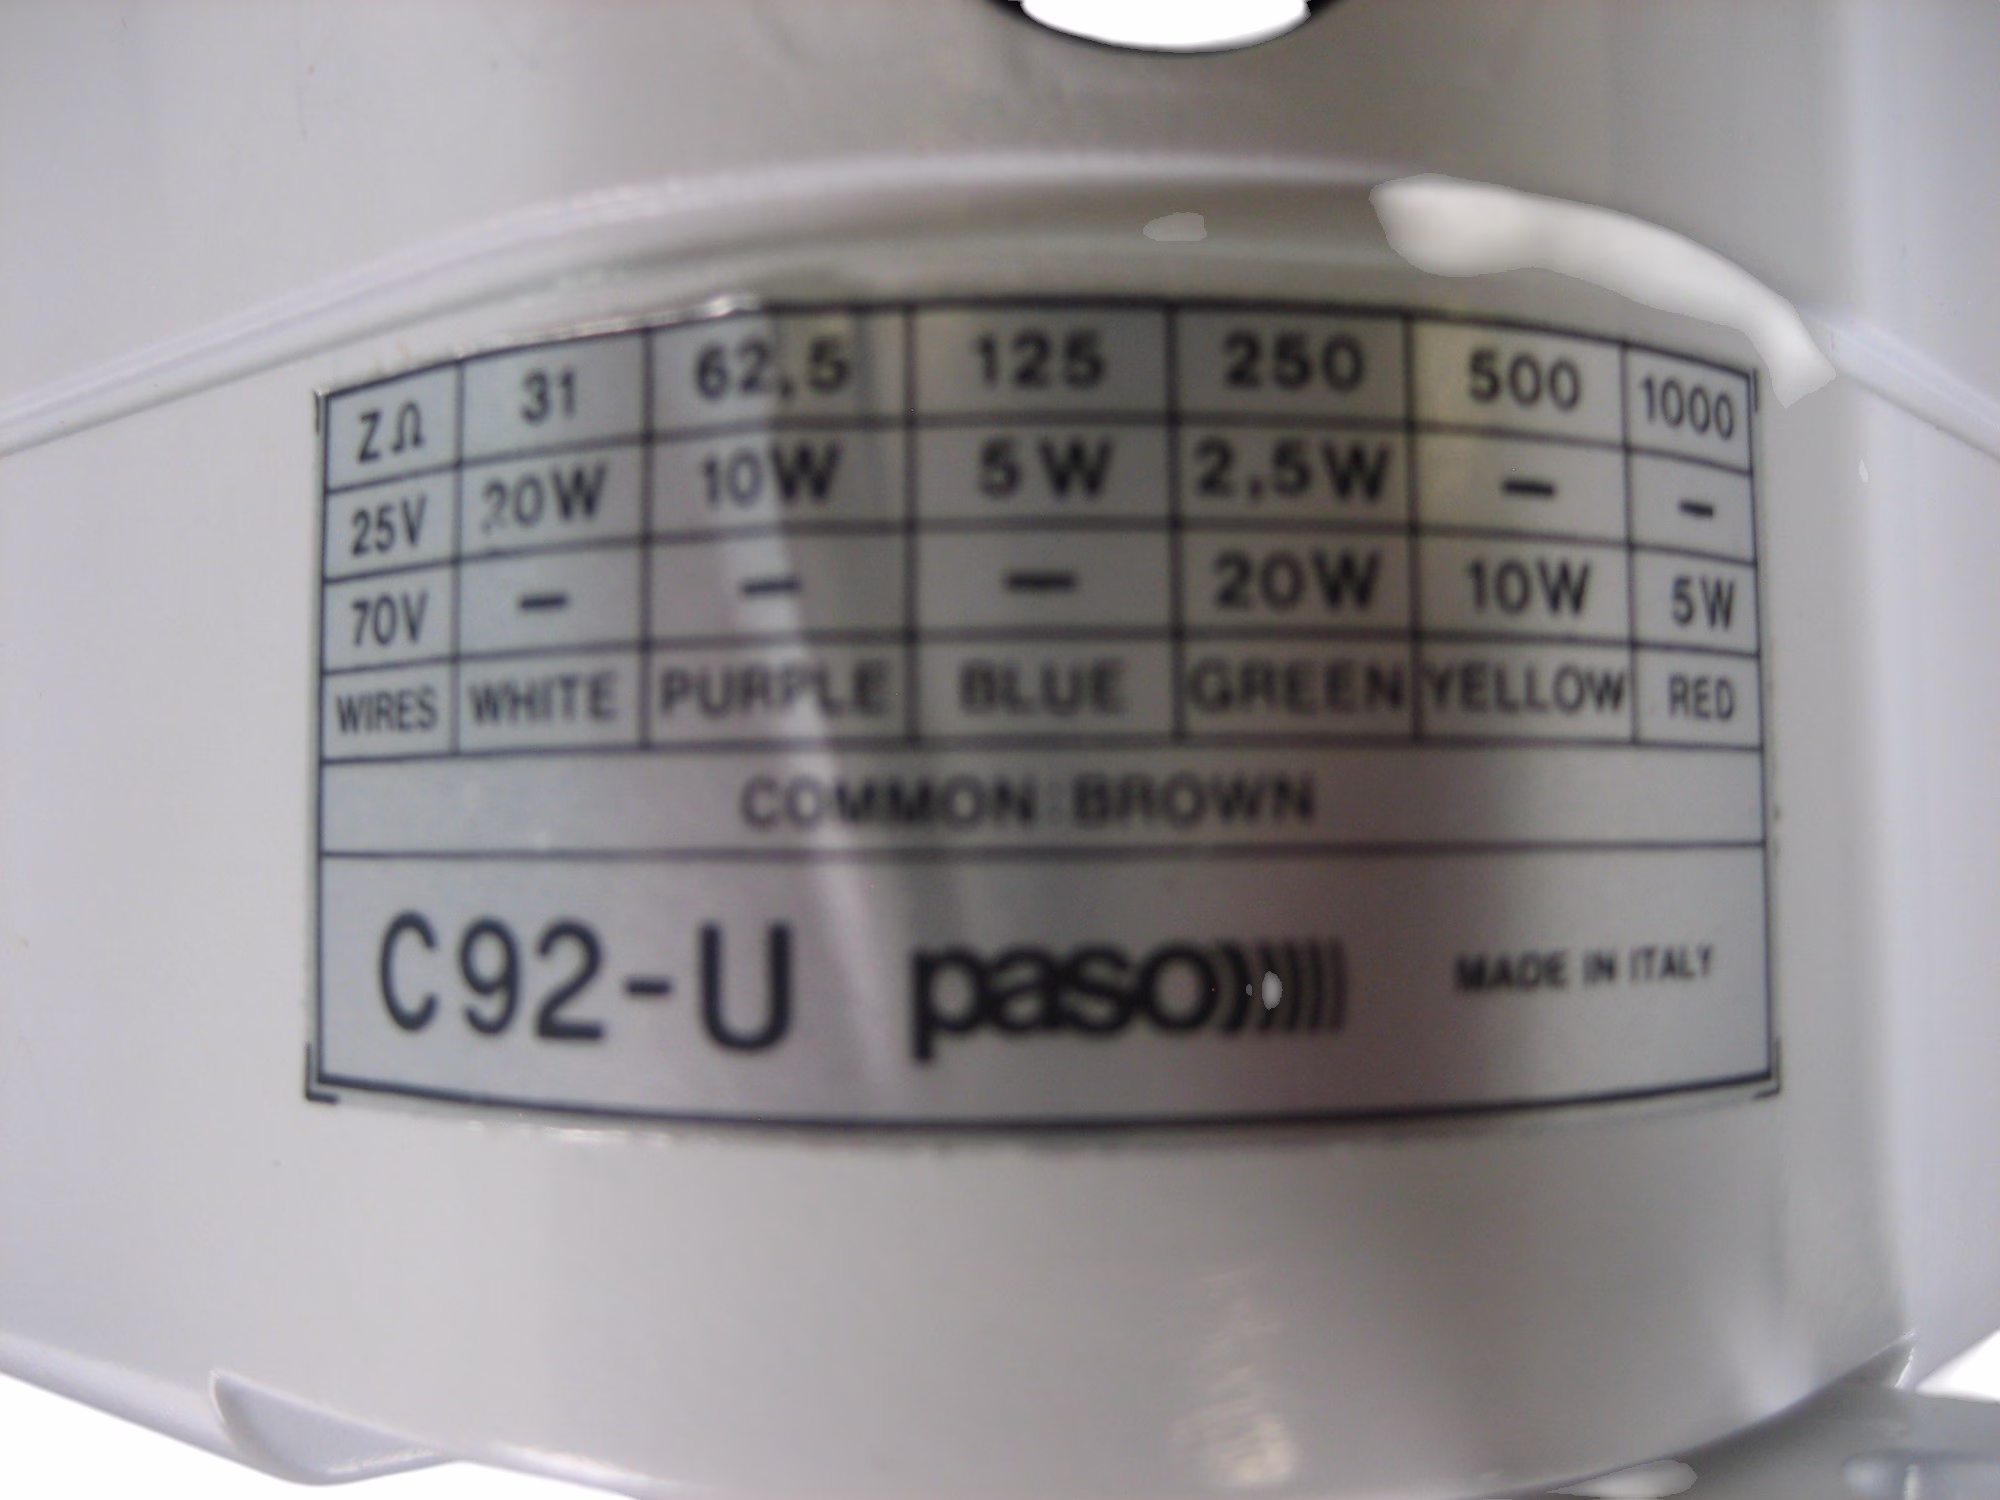 ZΩ 31 62,5 125 250 500 1000
25V 20W 10W 5W 2,5W – –
70V – – – 20W 10W 5W
WIRES WHITE PURPLE BLUE GREEN YELLOW RED
COMMON:BROWN
C92-U paso MADE IN ITALY